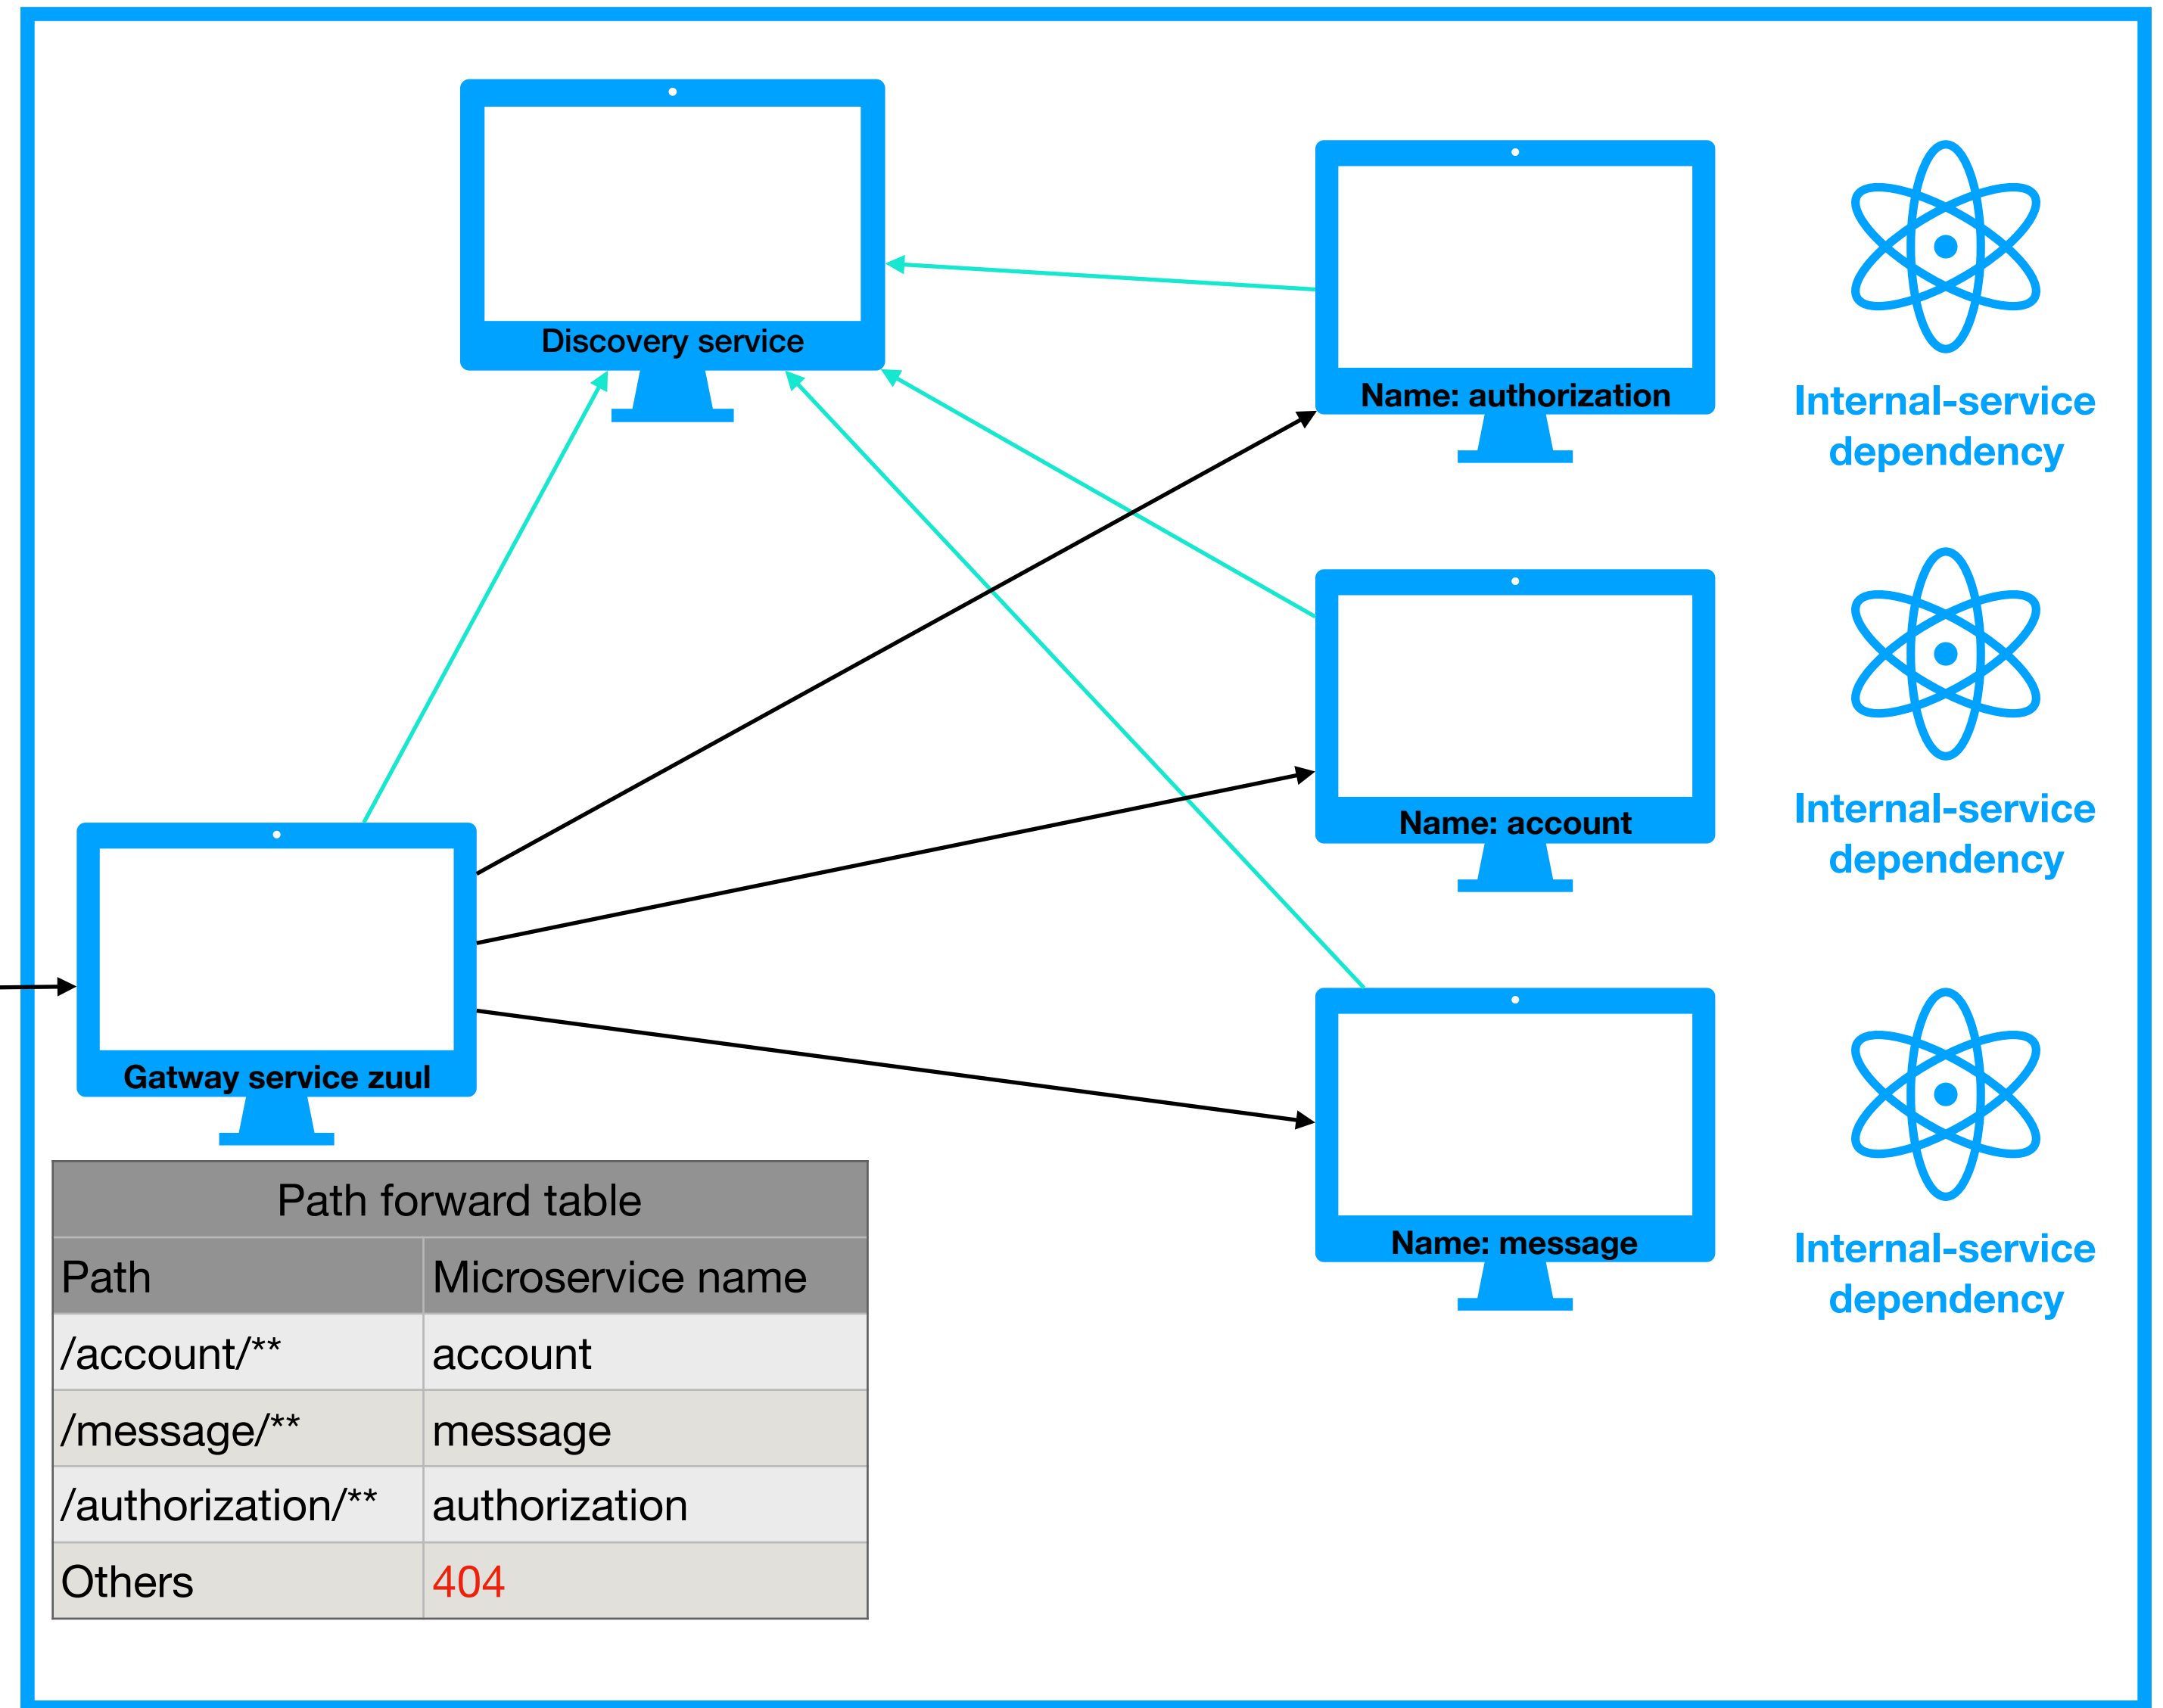 Discovery service
Name: authorization
Internal-service
dependency
Name: account
Internal-service
dependency
Gatway service zuul
Name: message
Internal-service
dependency
Path forward table
Path Microservice name
/account/** account
/message/** message
/authorization/** authorization
Others 404